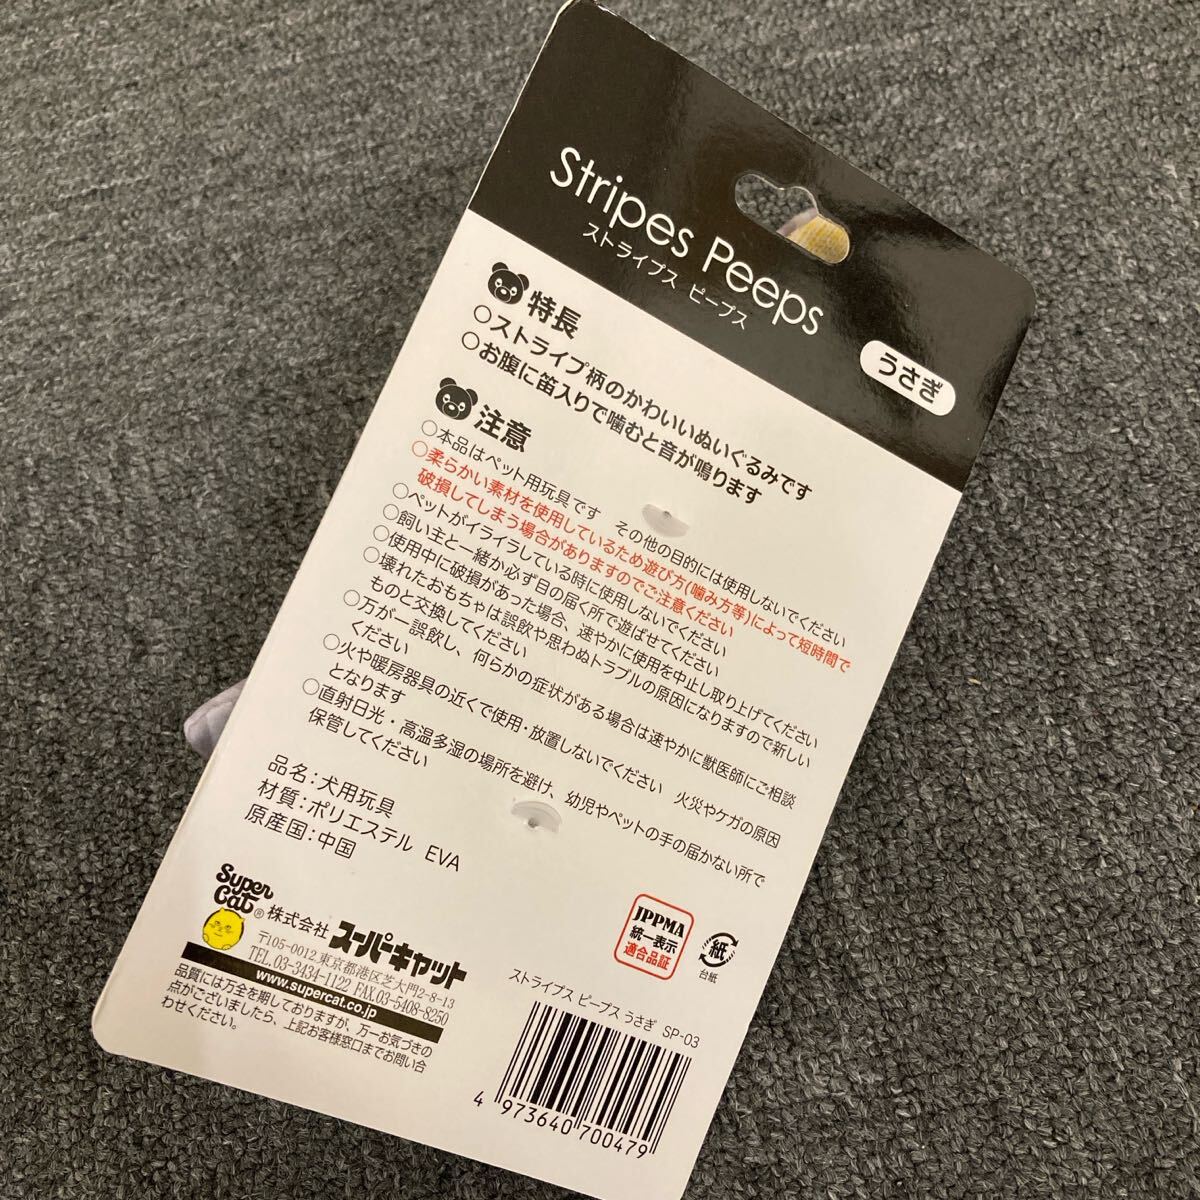 Stripes Peeps
ストライプス ピープス
うさぎ
特長
○ストライプ柄のかわいいぬいぐるみです
○お腹に笛入りで噛むと音が鳴ります
注意
○本品はペット用玩具です その他の目的には使用しないでください
○柔らかい素材を使用しているため遊び方(噛み方等)によって短時間で
破損してしまう場合がありますのでご注意ください
○ペットがイライラしている時に使用しないでください
○飼い主と一緒か必ず目の届く所で遊ばせてください
○使用中に破損があった場合、速やかに使用を中止し取り上げてください
○壊れたおもちゃは誤飲や思わぬトラブルの原因になりますので新しい
ものと交換してください
○万が一誤飲し、何らかの症状がある場合は速やかに獣医師にご相談
ください
○火や暖房器具の近くで使用・放置しないでください 火災やケガの原因
となります
○直射日光・高温多湿の場所を避け、幼児やペットの手の届かない所で
保管してください
品名：犬用玩具
材質：ポリエステル EVA
原産国：中国
Super Cat®
株式会社 スーパーキャット
〒105-0012 東京都港区芝大門2-8-13
TEL.03-3434-1122 FAX.03-5408-8250
www.supercat.co.jp
品質には万全を期しておりますが、万一お気づきの
点がございましたら、上記お客様窓口までお問い合
わせください。
JPPMA
統一表示
適合品証
紙
台紙
ストライプス ピープス うさぎ SP-03
4 973640 700479